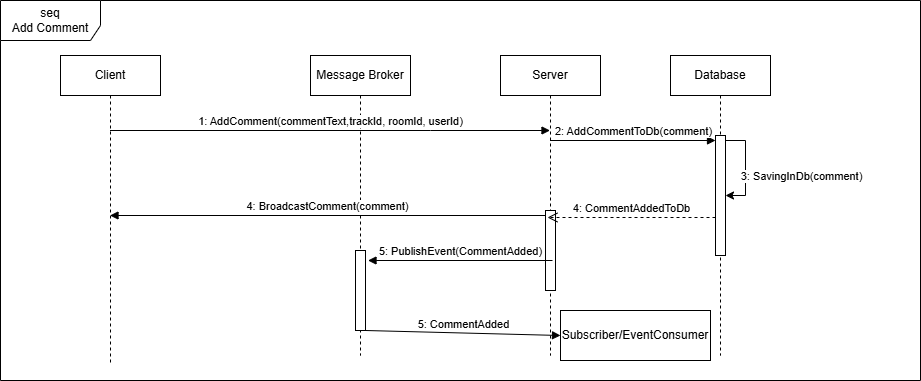 seq
Add Comment
Client
Message Broker
Server
Database
1: AddComment(commentText,trackId, roomId, userId)
2: AddCommentToDb(comment)
3: SavingInDb(comment)
4: BroadcastComment(comment)
4: CommentAddedToDb
5: PublishEvent(CommentAdded)
5: CommentAdded
Subscriber/EventConsumer